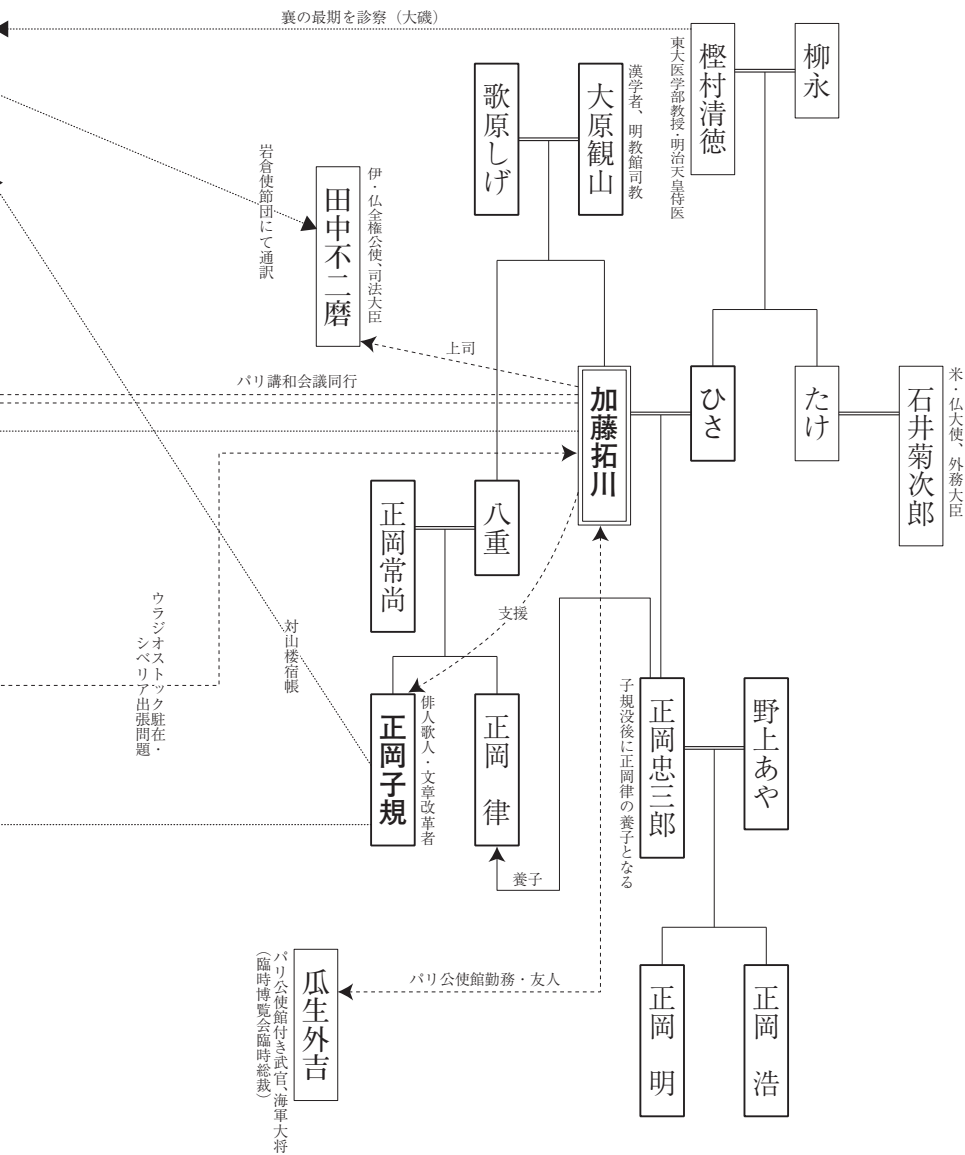 襄の最期を診察（大磯）
柳永
樫村清徳
東大医学部教授・明治天皇侍医
大原観山
漢学者、明教館司教
歌原しげ
田中不二磨
伊・仏全権公使、司法大臣
岩倉使節団にて通訳
上司
パリ講和会議同行
石井菊次郎
米・仏大使、外務大臣
たけ
ひさ
加藤拓川
八重
正岡常尚
支援
対山楼宿帳
ウラジオストック駐在・
シベリア出張問題
野上あや
正岡忠三郎
子規没後に正岡律の養子となる
正岡　律
正岡子規
俳人歌人・文章改革者
養子
パリ公使館勤務・友人
瓜生外吉
パリ公使館付き武官、海軍大将
（臨時博覧会臨時総裁）
正岡　浩
正岡　明